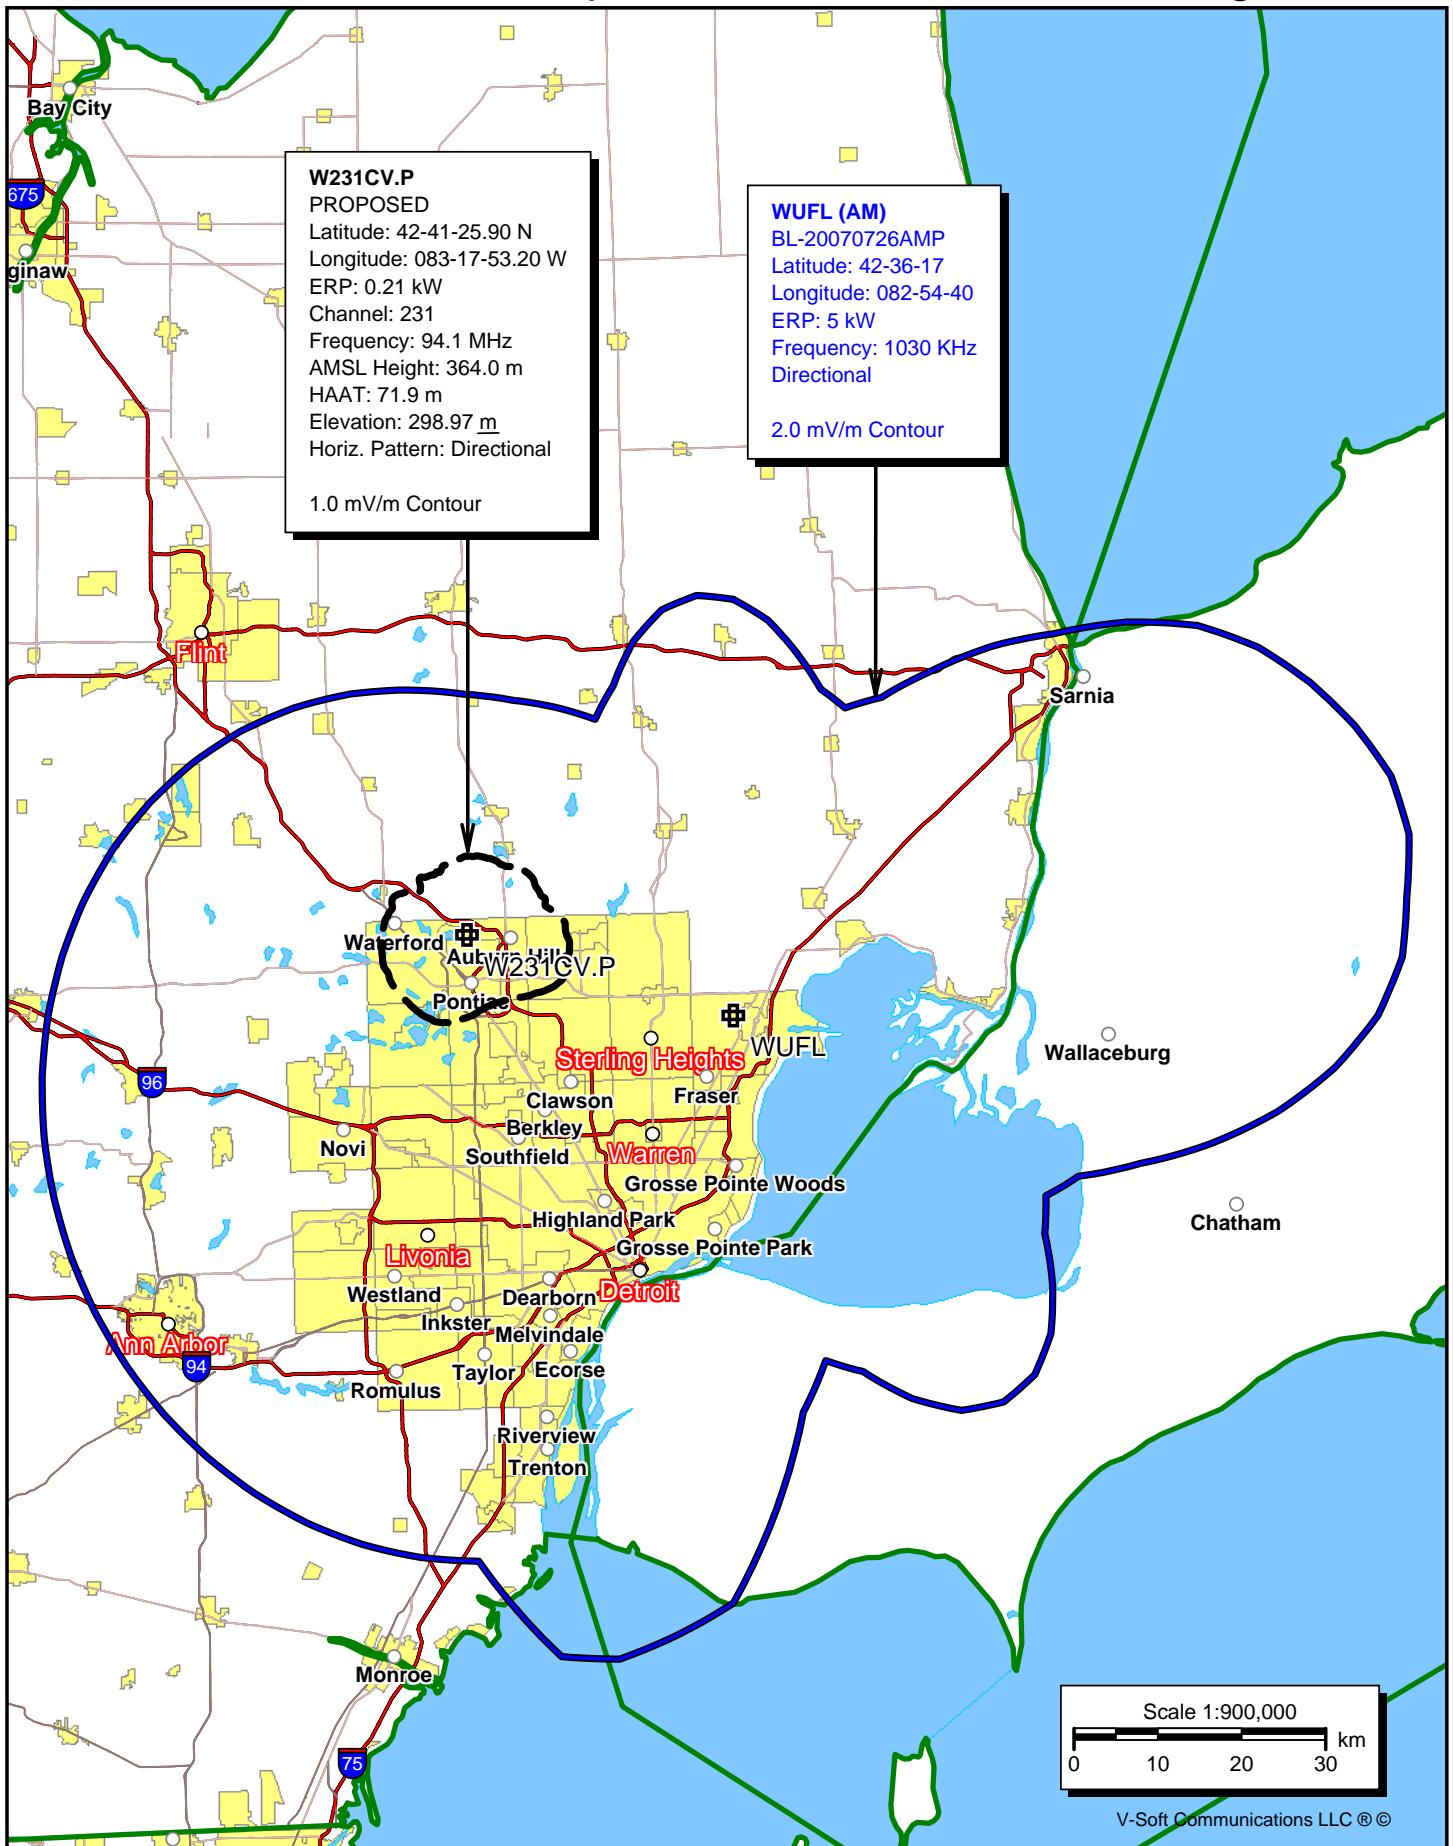 Bay City
675
ginaw
W231CV.P
PROPOSED
Latitude: 42-41-25.90 N
Longitude: 083-17-53.20 W
ERP: 0.21 kW
Channel: 231
Frequency: 94.1 MHz
AMSL Height: 364.0 m
HAAT: 71.9 m
Elevation: 298.97 m
Horiz. Pattern: Directional
1.0 mV/m Contour
WUFL (AM)
BL-20070726AMP
Latitude: 42-36-17
Longitude: 082-54-40
ERP: 5 kW
Frequency: 1030 KHz
Directional
2.0 mV/m Contour
Flint
Sarnia
Waterford
Auburn Hills
W231CV.P
Pontiac
WUFL
Sterling Heights
Wallaceburg
96
Clawson
Fraser
Berkley
Novi
Southfield
Warren
Grosse Pointe Woods
Highland Park
Chatham
Grosse Pointe Park
Livonia
Westland
Dearborn
Detroit
Inkster
Melvindale
Ann Arbor
94
Taylor
Ecorse
Romulus
Riverview
Trenton
Monroe
75
Scale 1:900,000
km
0 10 20 30
V-Soft Communications LLC ® ©